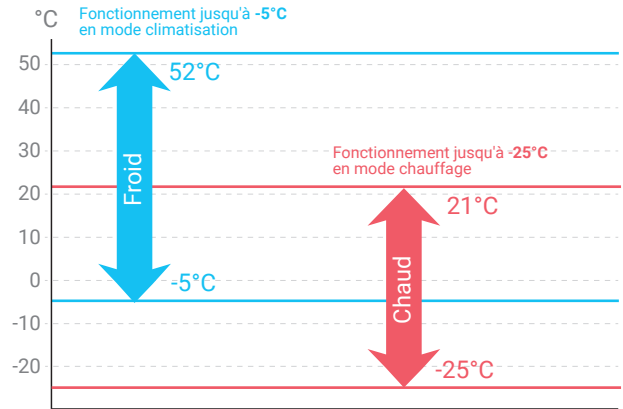 °C
Fonctionnement jusqu'à -5°C
en mode climatisation
50
52°C
40
30
Fonctionnement jusqu'à -25°C
en mode chauffage
Froid
20
21°C
10
0
-5°C
Chaud
-10
-20
-25°C